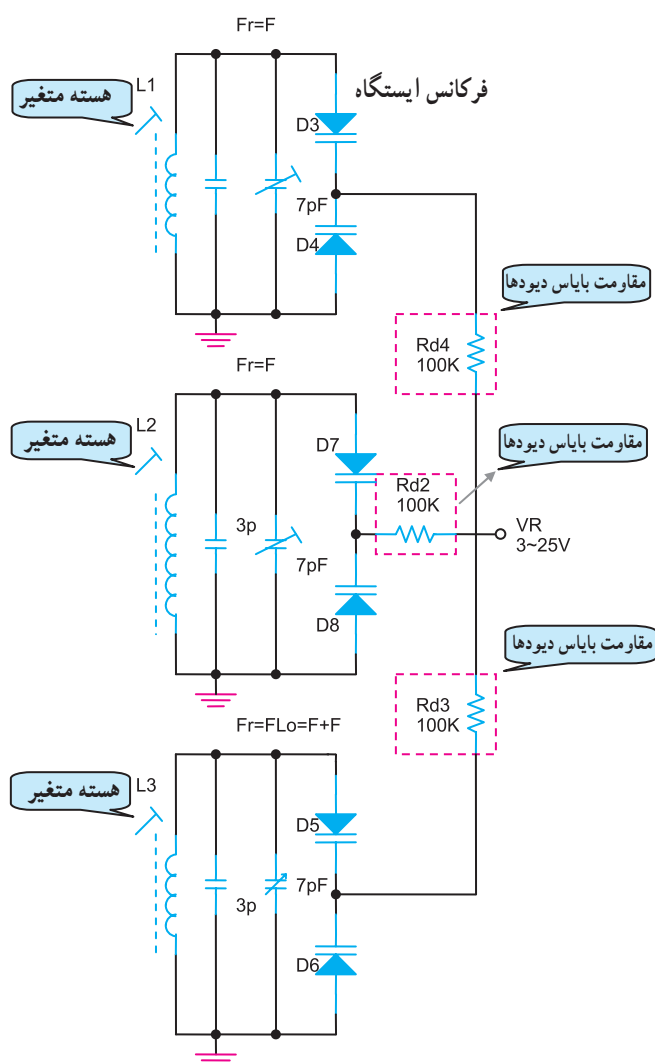 Fr=F
فرکانس ایستگاه
L1
هسته متغیر
D3
7pF
D4
مقاومت بایاس دیودها
Rd4
100K
Fr=F
L2
هسته متغیر
D7
مقاومت بایاس دیودها
Rd2
100K
3p
7pF
VR
3~25V
D8
مقاومت بایاس دیودها
Rd3
100K
Fr=FLo=F+F
L3
هسته متغیر
D5
3p
7pF
D6